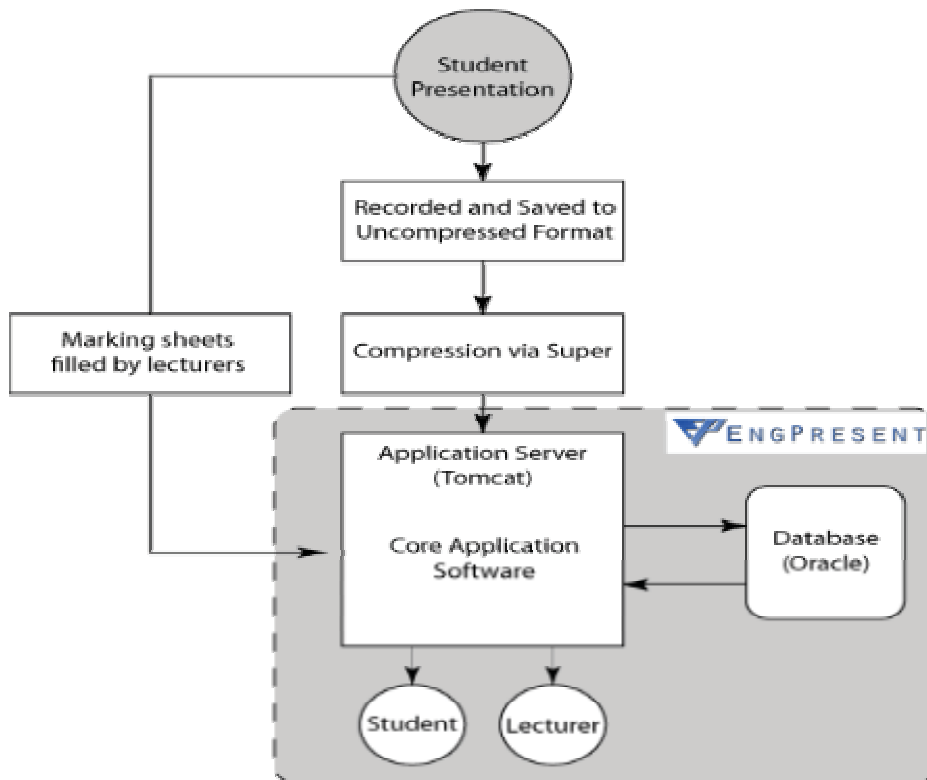 Student
Presentation
Recorded and Saved to
Uncompressed Format
Marking sheets
filled by lecturers
Compression via Super
ENGPRESENT
Application Server
(Tomcat)
Core Application
Software
Database
(Oracle)
Student
Lecturer